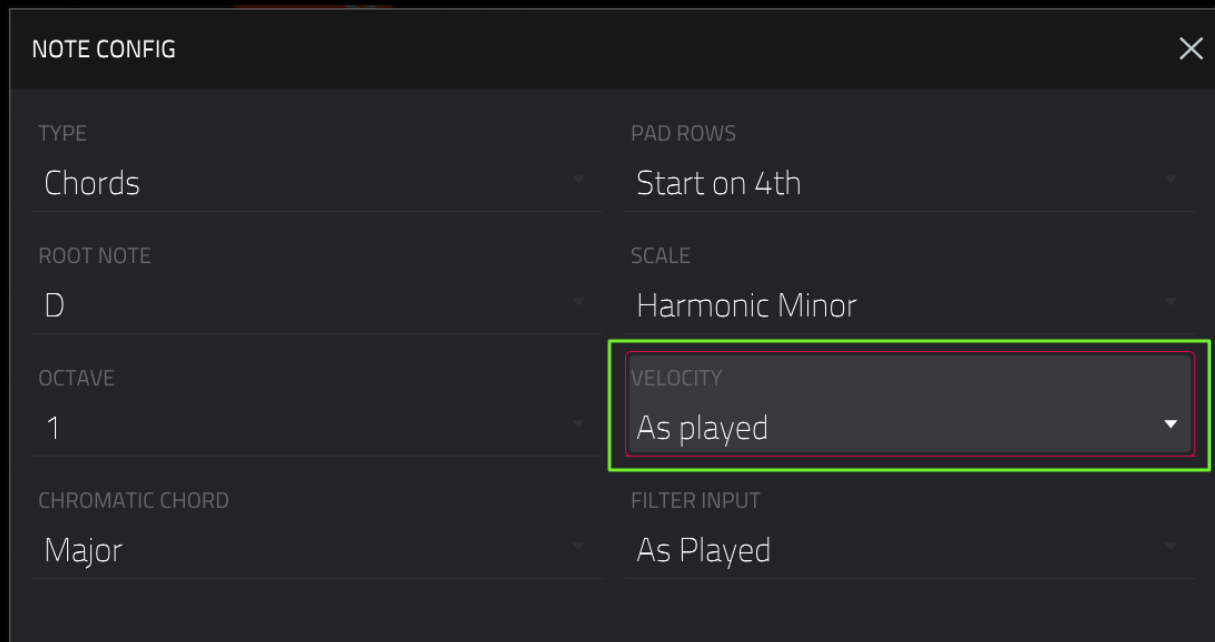 NOTE CONFIG
TYPE
Chords
PAD ROWS
Start on 4th
ROOT NOTE
D
SCALE
Harmonic Minor
OCTAVE
1
VELOCITY
As played
CHROMATIC CHORD
Major
FILTER INPUT
As Played